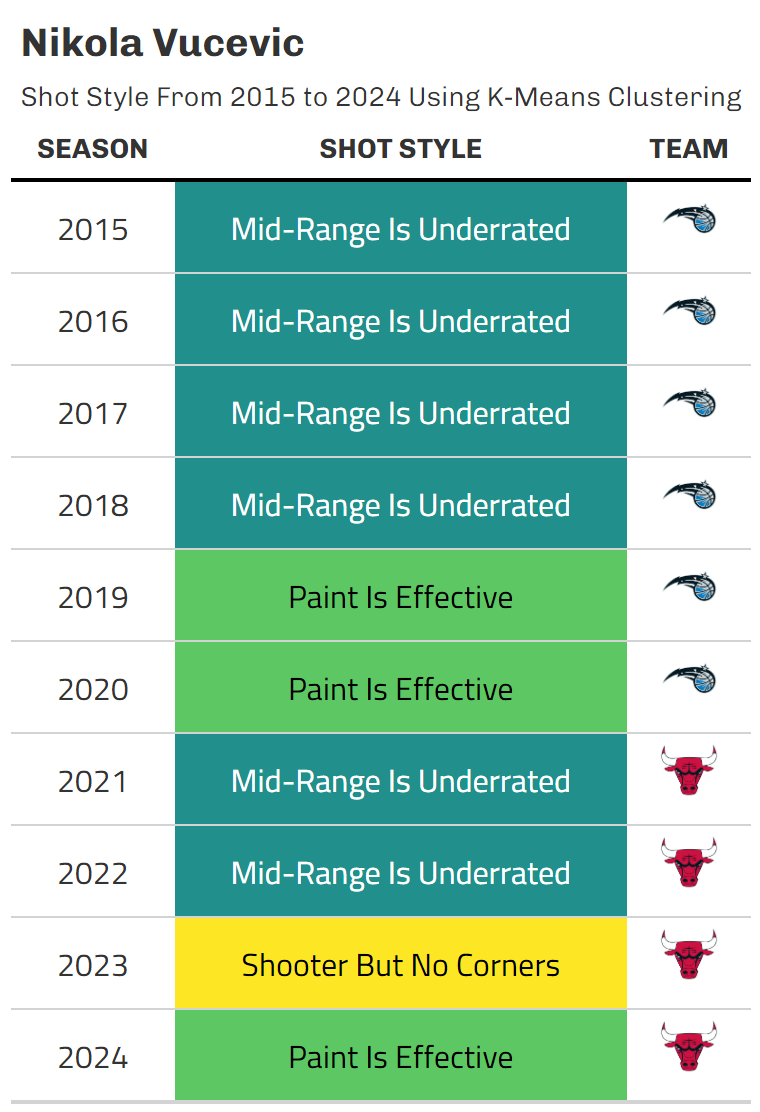 Nikola Vucevic
Shot Style From 2015 to 2024 Using K-Means Clustering
SEASON SHOT STYLE TEAM
2015 Mid-Range Is Underrated
2016 Mid-Range Is Underrated
2017 Mid-Range Is Underrated
2018 Mid-Range Is Underrated
2019 Paint Is Effective
2020 Paint Is Effective
2021 Mid-Range Is Underrated
2022 Mid-Range Is Underrated
2023 Shooter But No Corners
2024 Paint Is Effective